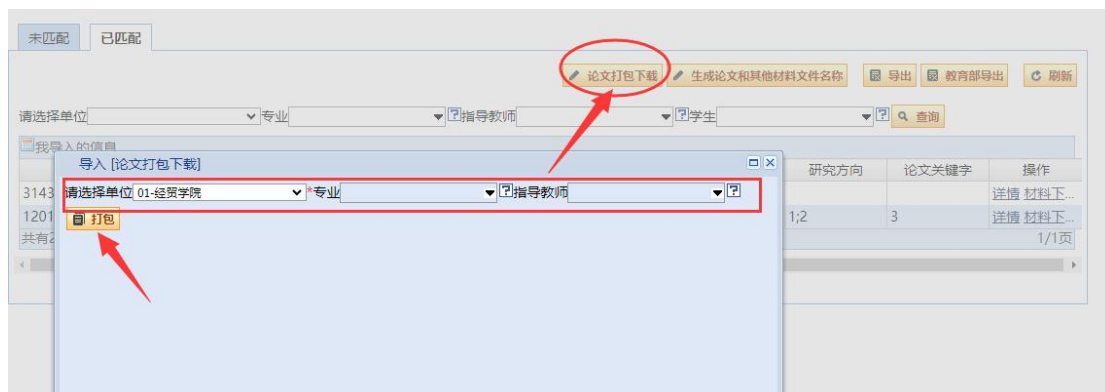 未匹配 已匹配
论文打包下载 生成论文和其他材料文件名称 导出 教育部导出 刷新
请选择单位 专业 ?指导教师 ?学生 ? 查询
我导入的信息
导入 [论文打包下载]
研究方向 论文关键字 操作
3143 请选择单位 01-经贸学院 *专业 ?指导教师 ? 详情 材料下...
1201 打包 1;2 3 详情 材料下...
共有2 1/1页